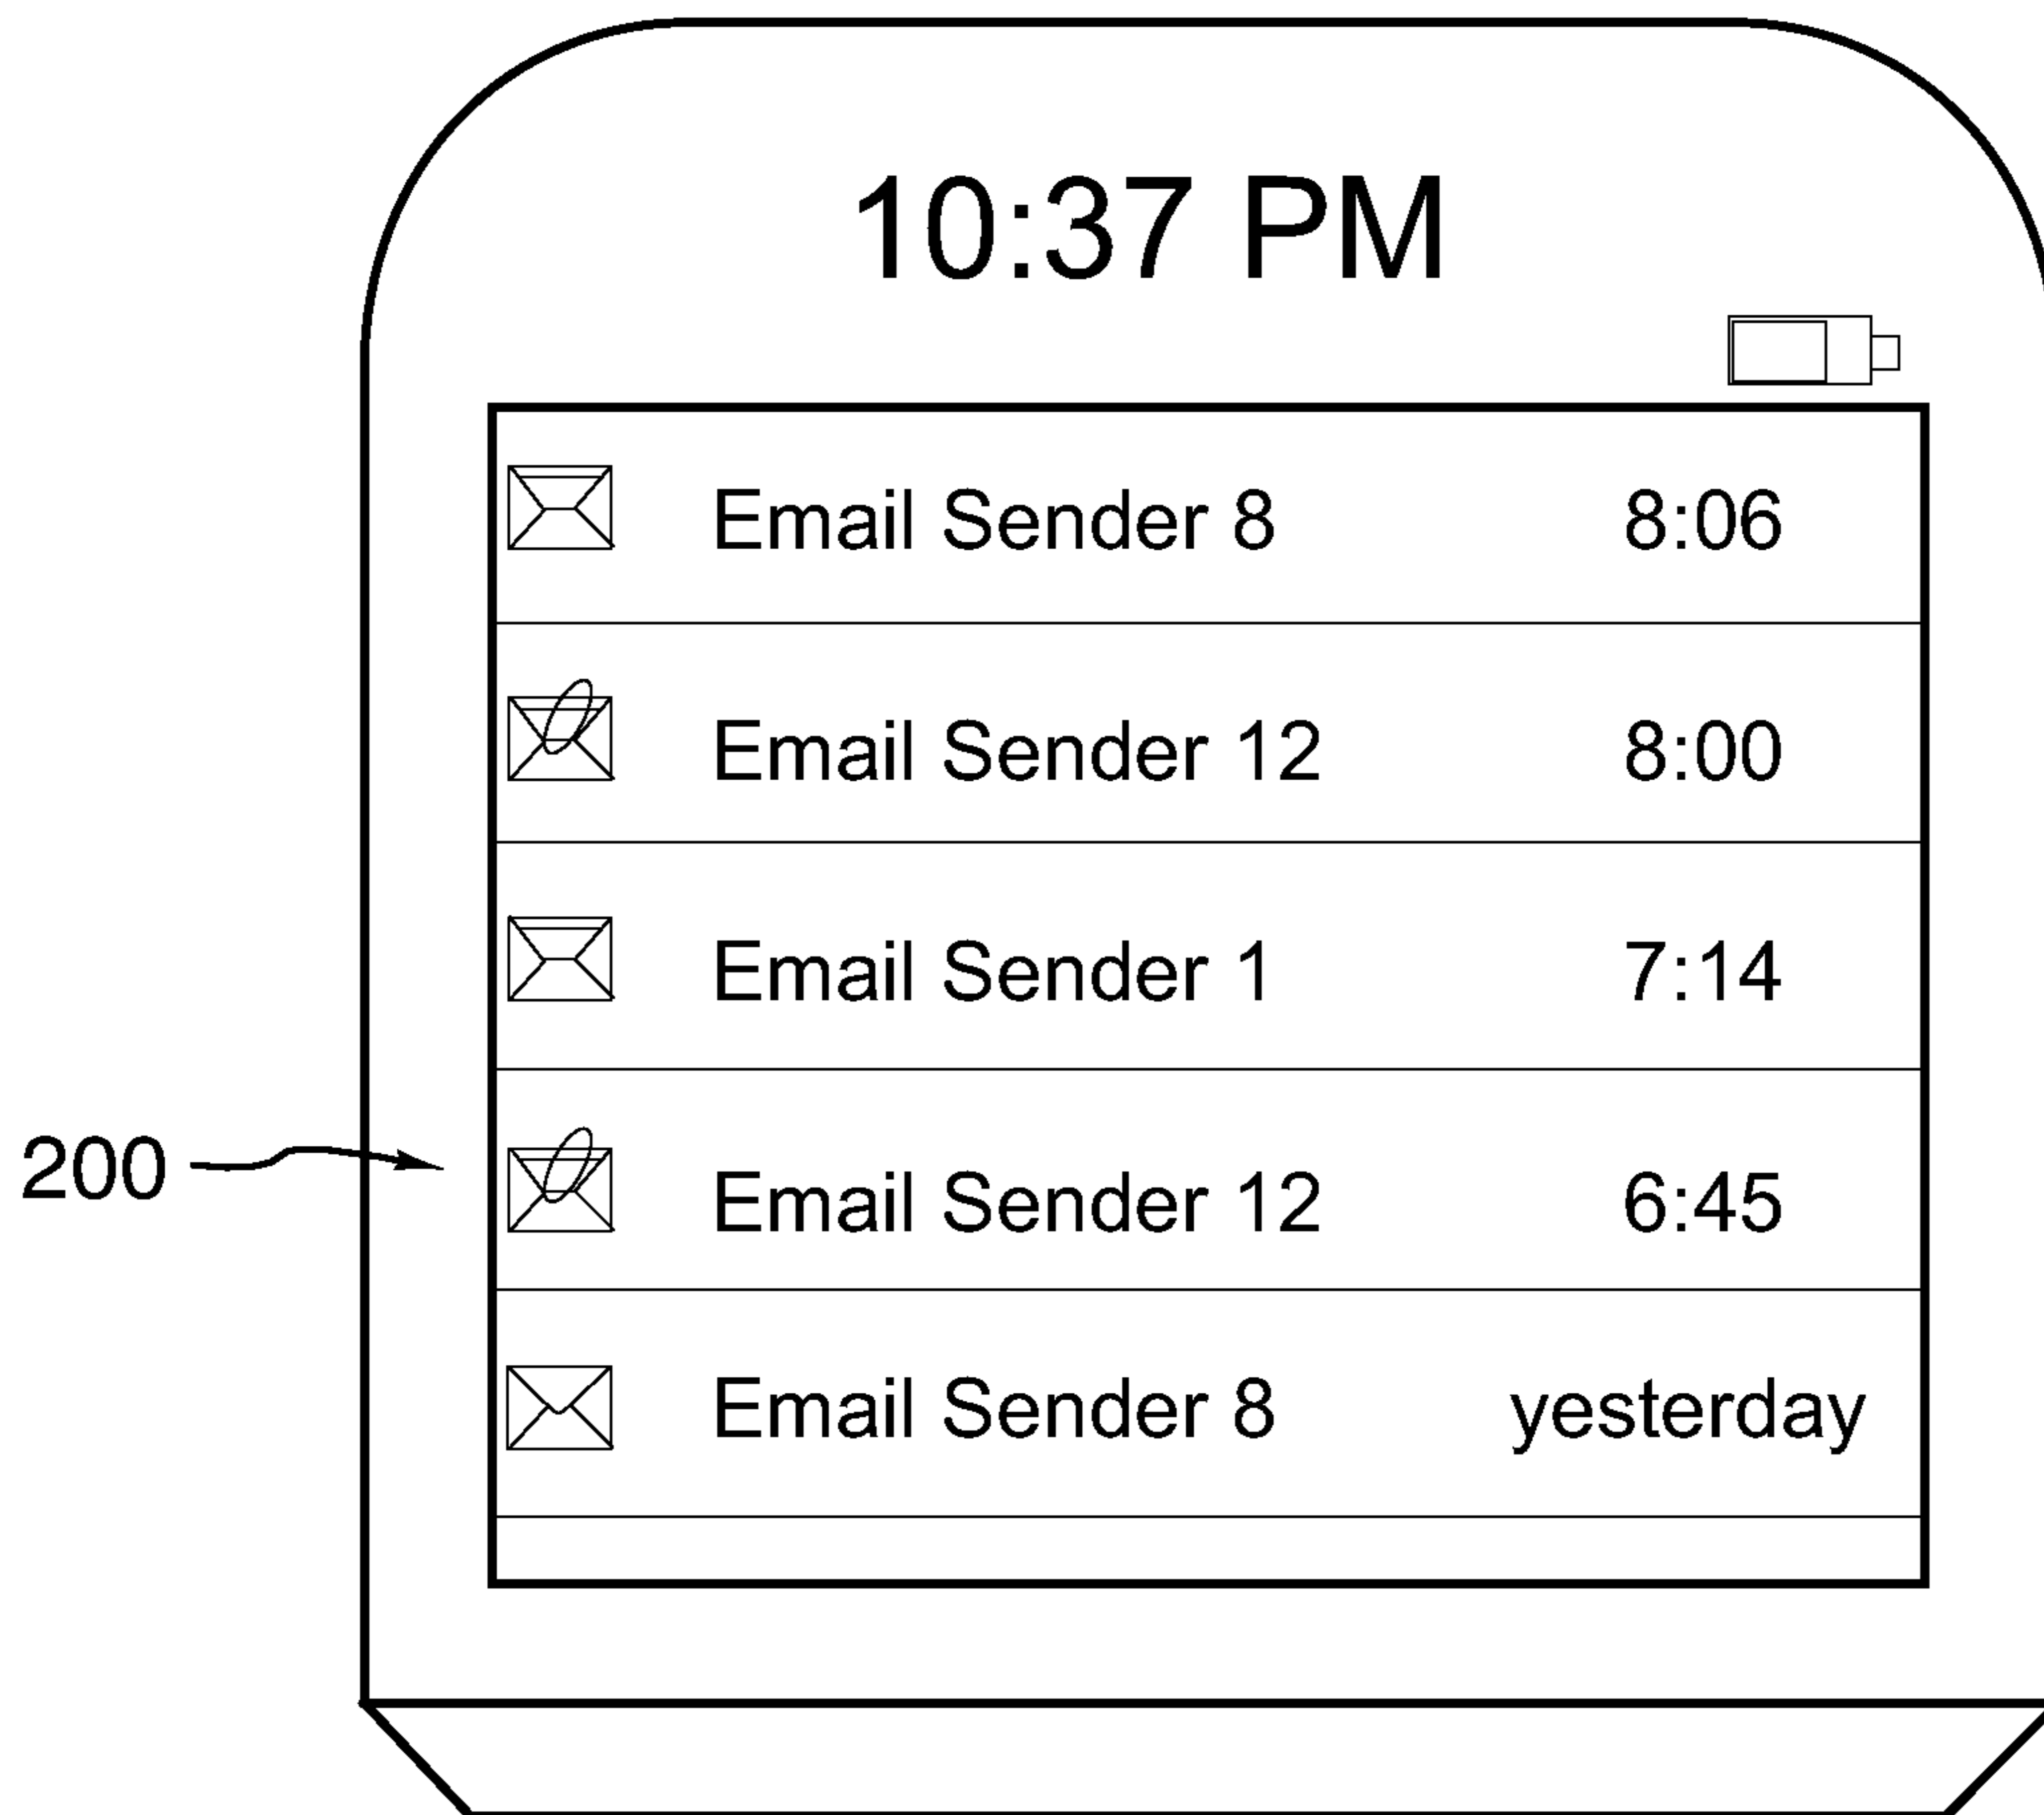 10:37 PM
Email Sender 8 8:06
Email Sender 12 8:00
Email Sender 1 7:14
200 Email Sender 12 6:45
Email Sender 8 yesterday